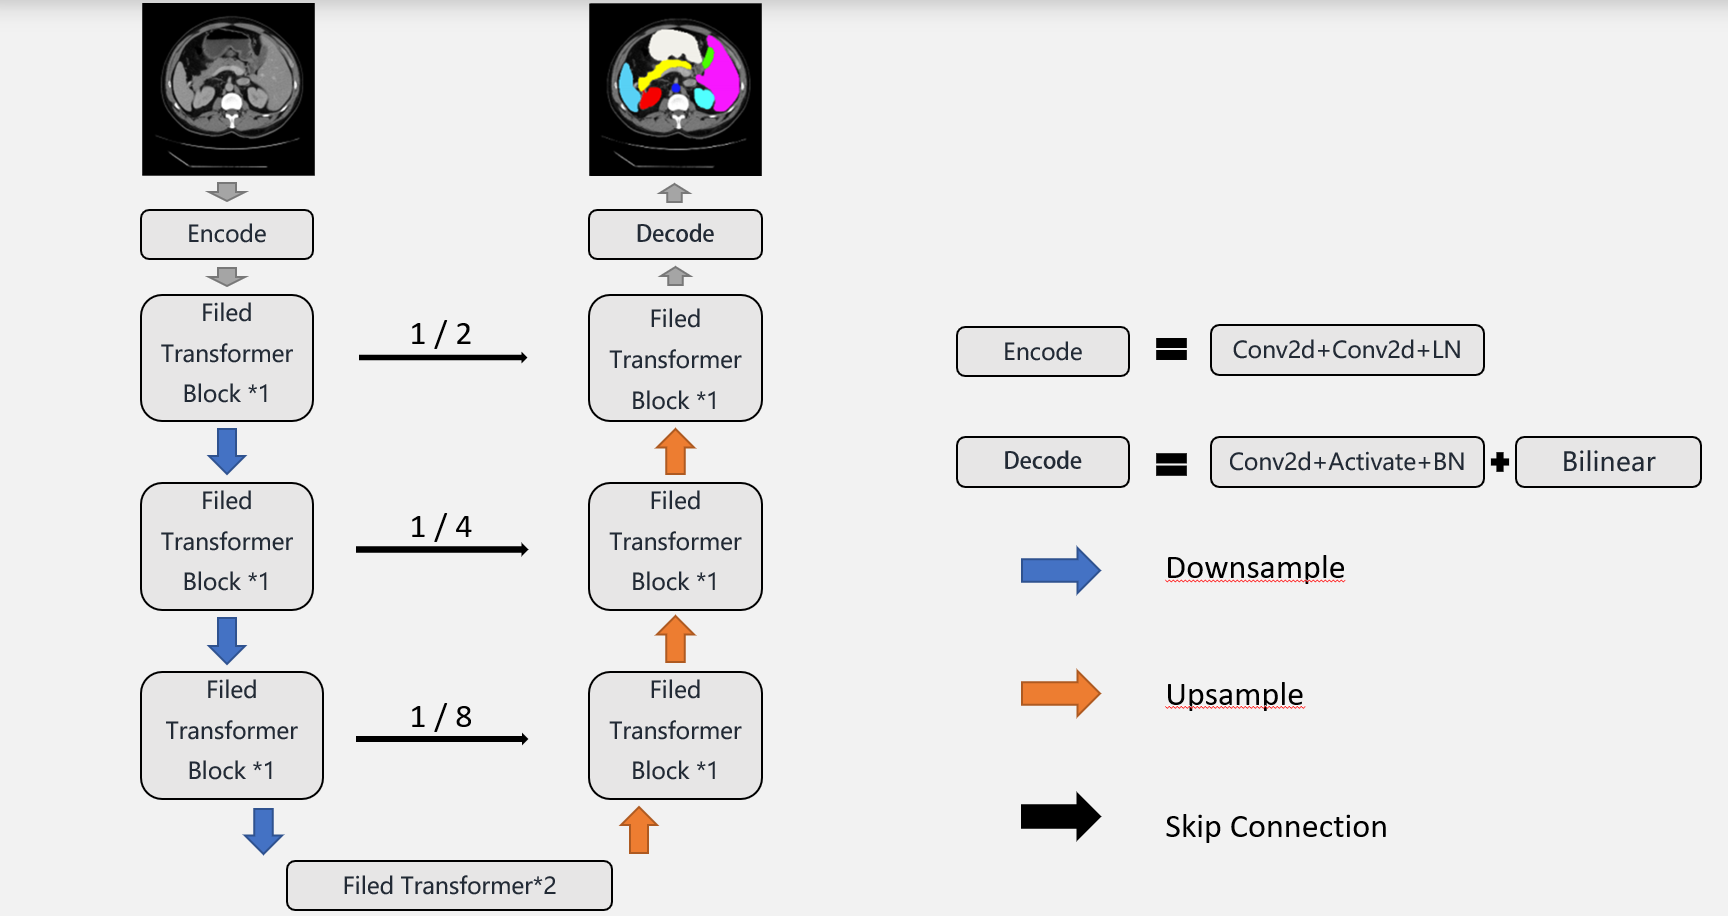 Encode
Decode
Filed
Transformer
Block *1
1 / 2
Filed
Transformer
Block *1
Filed
Transformer
Block *1
1 / 4
Filed
Transformer
Block *1
Filed
Transformer
Block *1
1 / 8
Filed
Transformer
Block *1
Filed Transformer*2
Encode
Conv2d+Conv2d+LN
Decode
Conv2d+Activate+BN
Bilinear
Downsample
Upsample
Skip Connection